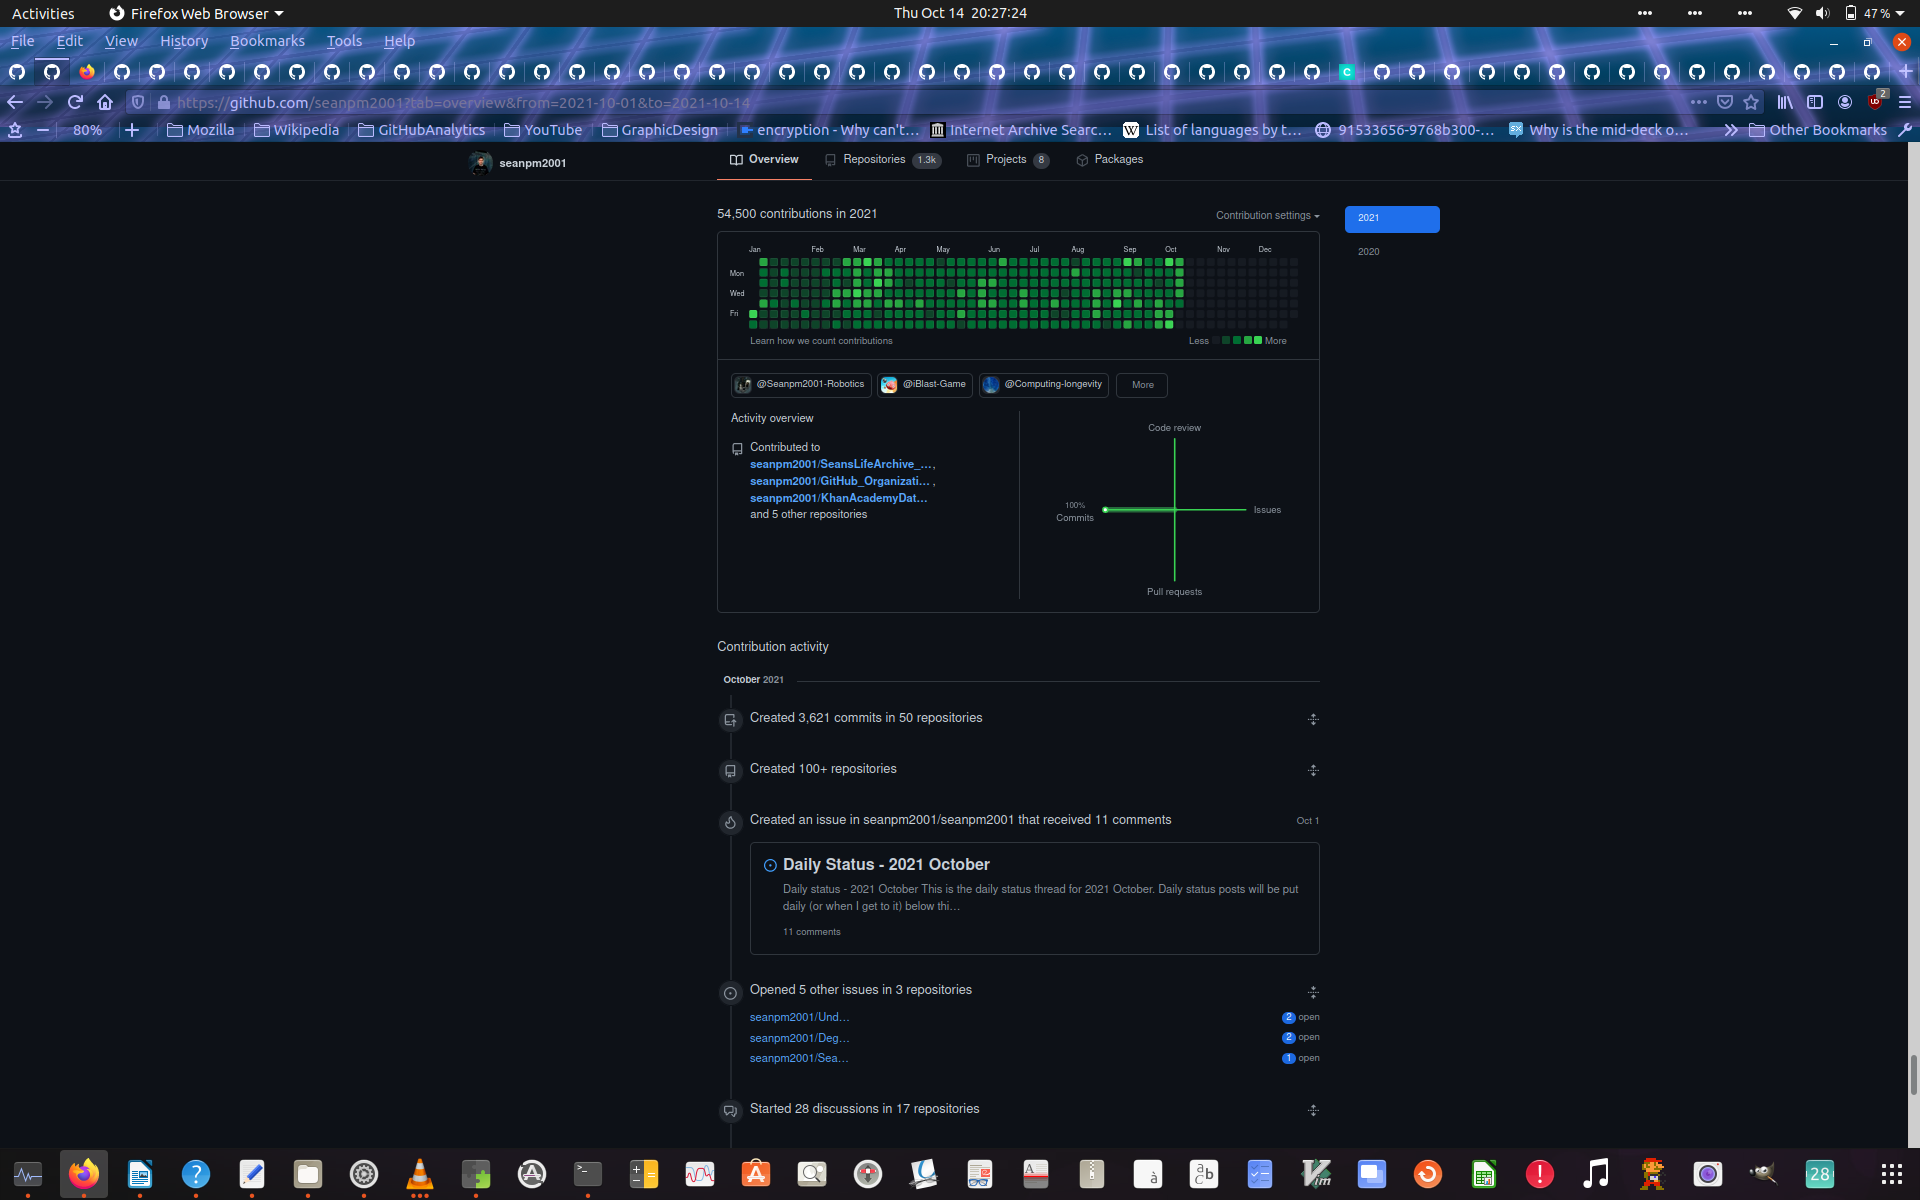 Activities
Firefox Web Browser
Thu Oct 14 20:27:24
47 %
File Edit View History Bookmarks Tools Help
https://github.com/seanpm2001?tab=overview&from=2021-10-01&to=2021-10-14
2
80%
Mozilla
Wikipedia
GitHubAnalytics
YouTube
GraphicDesign
encryption - Why can't…
Internet Archive Searc…
List of languages by t…
91533656-9768b300-…
Why is the mid-deck o…
Other Bookmarks
seanpm2001
Overview
Repositories 1.3k
Projects 8
Packages
54,500 contributions in 2021
Contribution settings
2021
2020
Jan Feb Mar Apr May Jun Jul Aug Sep Oct Nov Dec
Mon
Wed
Fri
Learn how we count contributions
Less
More
@Seanpm2001-Robotics
@iBlast-Game
@Computing-longevity
More
Activity overview
Contributed to
seanpm2001/SeansLifeArchive_…,
seanpm2001/GitHub_Organizati… ,
seanpm2001/KhanAcademyDat…
and 5 other repositories
Code review
100%
Commits
Issues
Pull requests
Contribution activity
October 2021
Created 3,621 commits in 50 repositories
Created 100+ repositories
Created an issue in seanpm2001/seanpm2001 that received 11 comments
Oct 1
Daily Status - 2021 October
Daily status - 2021 October This is the daily status thread for 2021 October. Daily status posts will be put
daily (or when I get to it) below thi…
11 comments
Opened 5 other issues in 3 repositories
seanpm2001/Und…
2 open
seanpm2001/Deg…
2 open
seanpm2001/Sea…
1 open
Started 28 discussions in 17 repositories
28